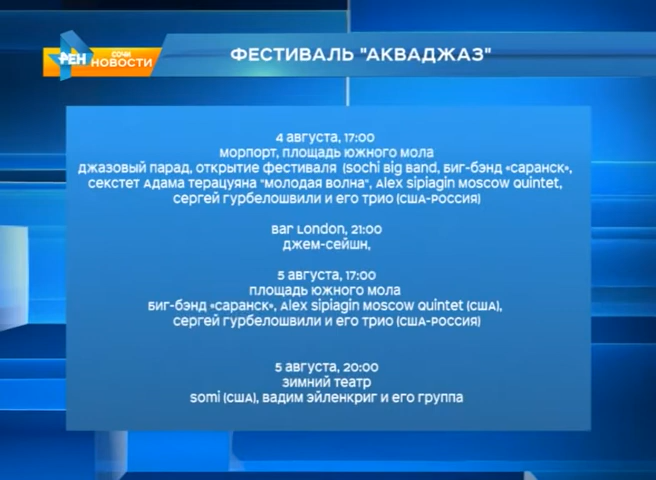 РЕН
СОЧИ
НОВОСТИ
ФЕСТИВАЛЬ "АКВАДЖАЗ"
4 августа, 17:00
морпорт, площадь южного мола
джазовый парад, открытие фестиваля (sochi big band, биг-бэнд «саранск»,
секстет Адама терацуяна "молодая волна", Alex sipiagin moscow quintet,
сергей гурбелошвили и его трио (США-РОССИЯ)
Bar London, 21:00
джем-сейшн,
5 августа, 17:00
площадь южного мола
биг-бэнд «саранск», Alex sipiagin moscow quintet (США),
сергей гурбелошвили и его трио (США-РОССИЯ)
5 августа, 20:00
зимний театр
somi (США), вадим эйленкриг и его группа